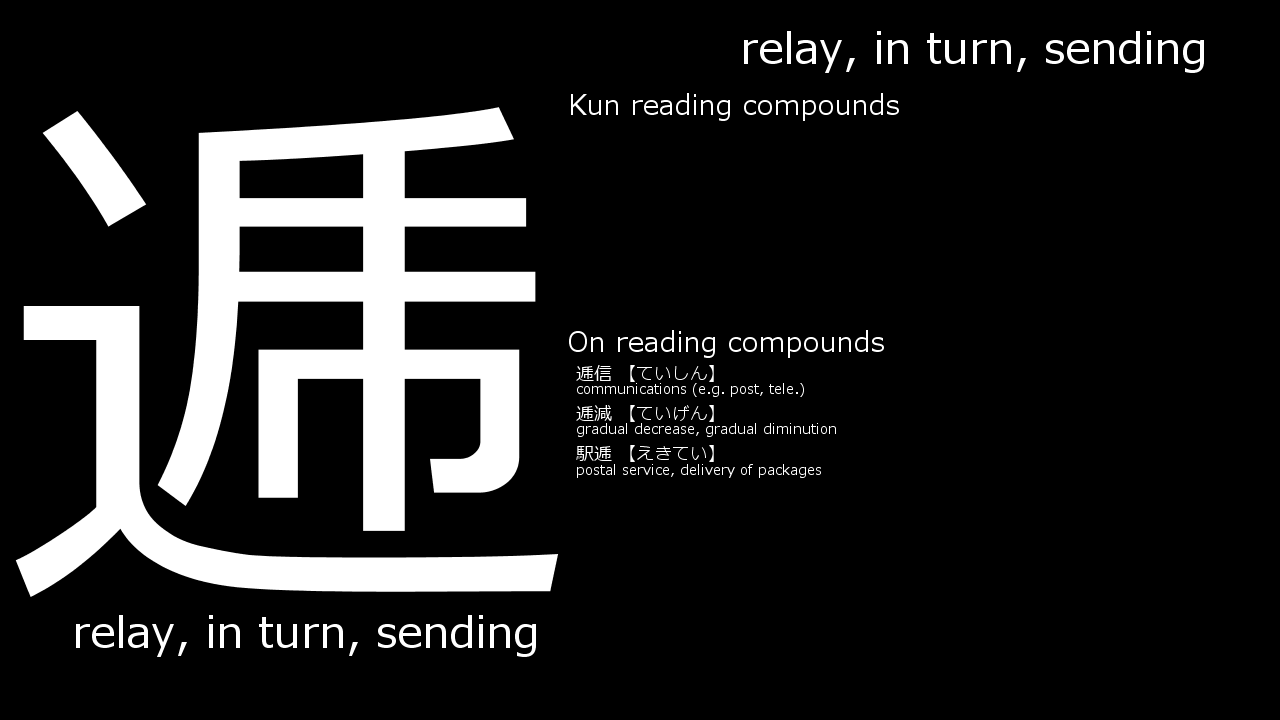 逓
relay, in turn, sending
relay, in turn, sending
Kun reading compounds
On reading compounds
逓信 【ていしん】
communications (e.g. post, tele.)
逓減 【ていげん】
gradual decrease, gradual diminution
駅逓 【えきてい】
postal service, delivery of packages